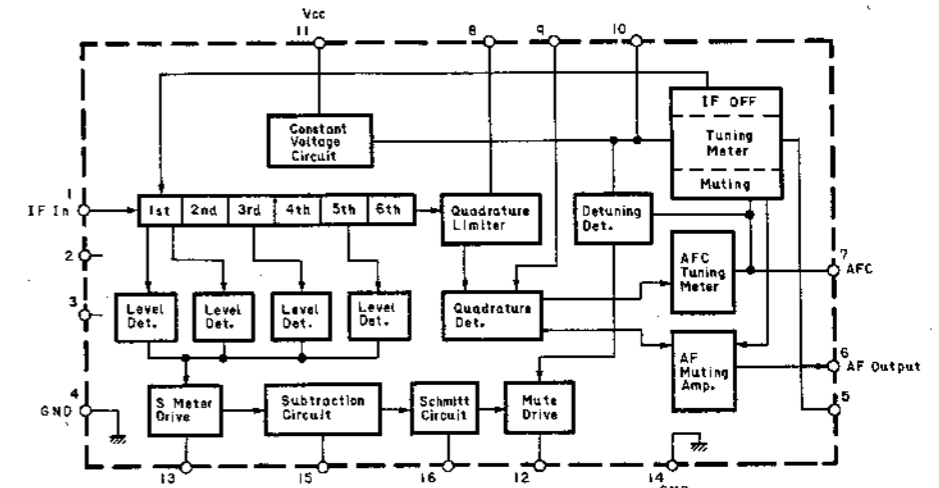 Vcc
11
8
9
10
IF OFF
Tuning
Meter
Muting
Constant
Voltage
Circuit
1
IF In
1st 2nd 3rd 4th 5th 6th
Quadrature
Limiter
Detuning
Det.
2
AFC
Tuning
Meter
7
AFC
3
Level
Det.
Level
Det.
Level
Det.
Level
Det.
Quadrature
Det.
AF
Muting
Amp.
6
AF Output
4
GND
S Meter
Drive
Subtraction
Circuit
Schmitt
Circuit
Mute
Drive
5
13
15
16
12
14
GND